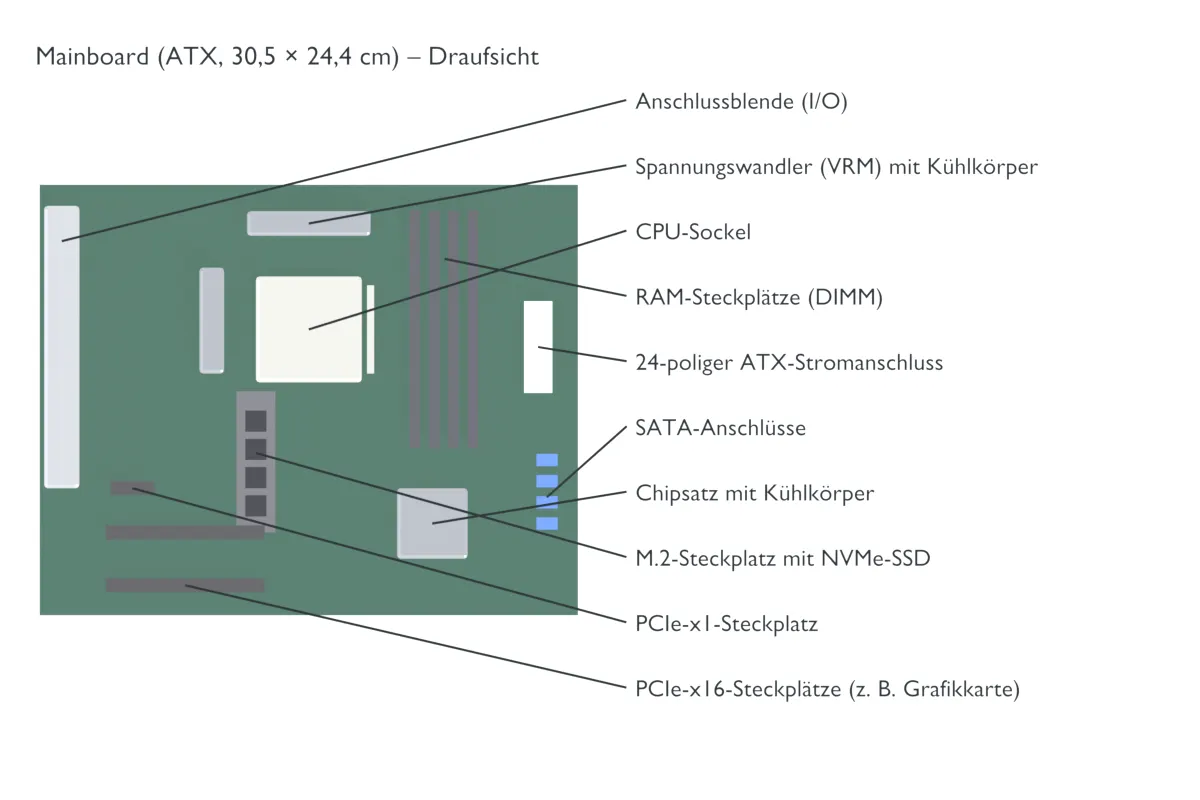 Mainboard (ATX, 30,5 × 24,4 cm) – Draufsicht
Anschlussblende (I/O)
Spannungswandler (VRM) mit Kühlkörper
CPU-Sockel
RAM-Steckplätze (DIMM)
24-poliger ATX-Stromanschluss
SATA-Anschlüsse
Chipsatz mit Kühlkörper
M.2-Steckplatz mit NVMe-SSD
PCIe-x1-Steckplatz
PCIe-x16-Steckplätze (z. B. Grafikkarte)